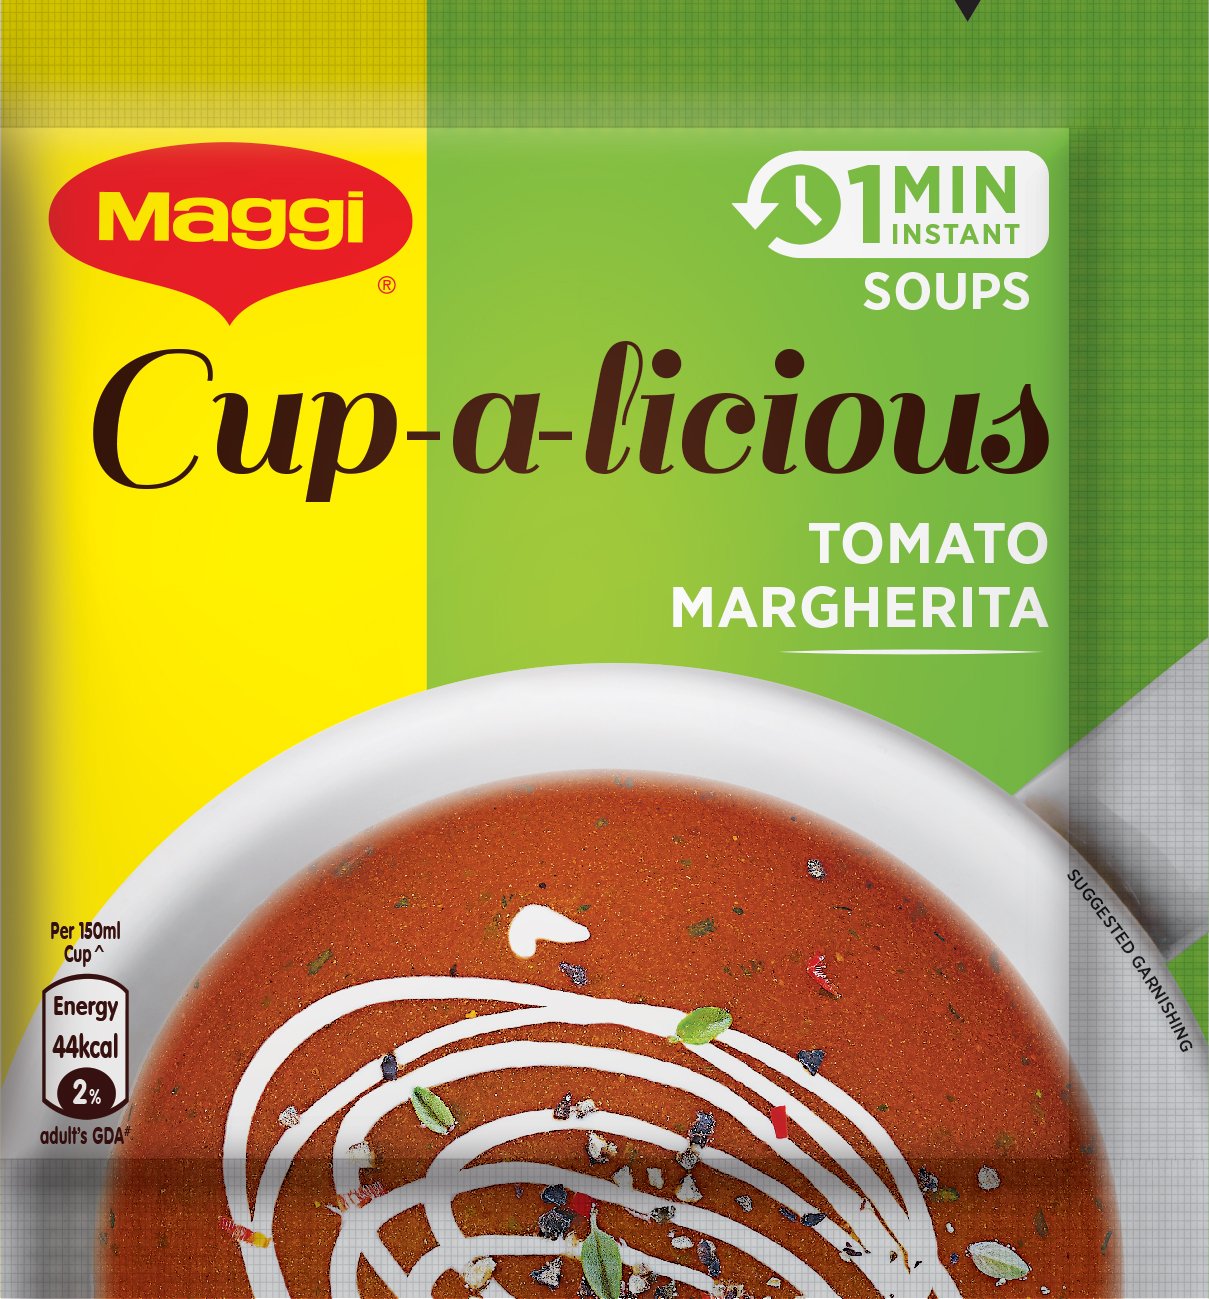 Maggi
®
1 MIN
INSTANT
SOUPS
Cup-a-licious
TOMATO
MARGHERITA
SUGGESTED GARNISHING
Per 150ml
Cup^
Energy
44kcal
2%
adult's GDA#